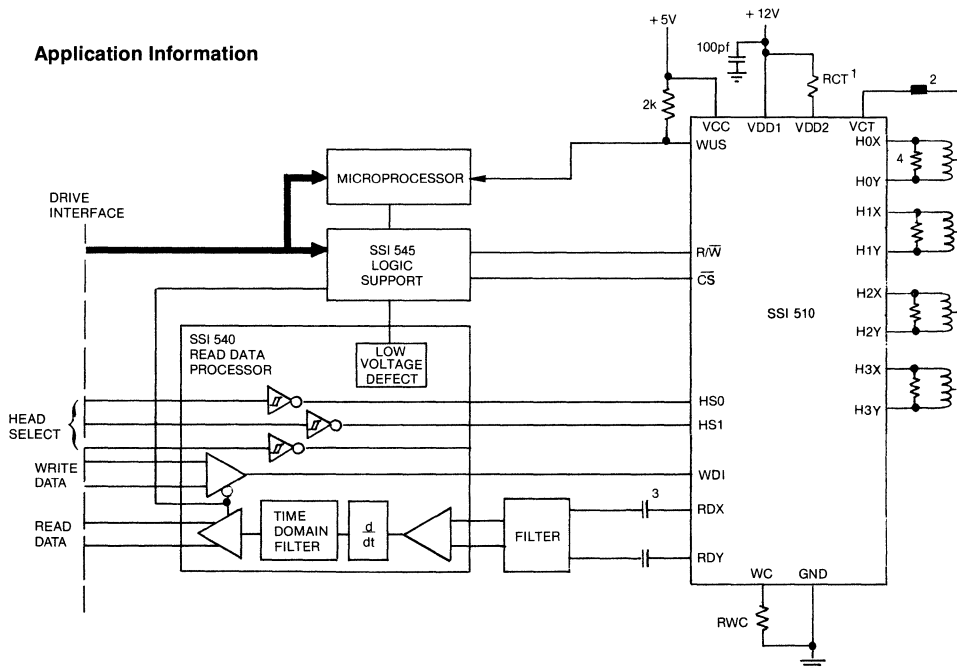 Application Information
+5V
+12V
100pf
RCT 1
2
2k
VCC
VDD1
VDD2
VCT
WUS
H0X
4
H0Y
MICROPROCESSOR
DRIVE
INTERFACE
H1X
H1Y
SSI 545
LOGIC
SUPPORT
R/W̅
C̅S̅
H2X
SSI 510
H2Y
SSI 540
READ DATA
PROCESSOR
LOW
VOLTAGE
DEFECT
H3X
H3Y
HS0
HEAD
SELECT
HS1
WRITE
DATA
WDI
3
READ
DATA
TIME
DOMAIN
FILTER
d
dt
FILTER
RDX
RDY
WC
GND
RWC